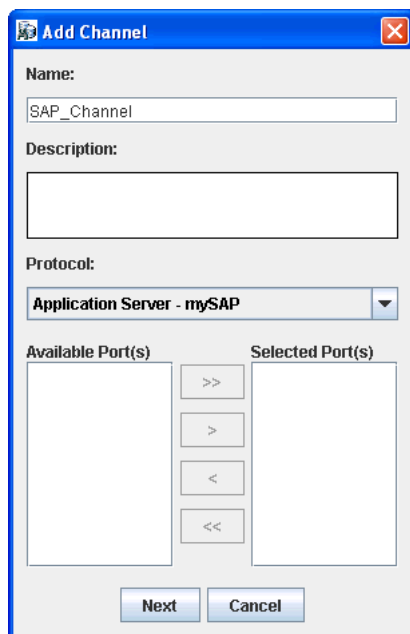 Add Channel
Name:
SAP_Channel
Description:
Protocol:
Application Server - mySAP
Available Port(s) Selected Port(s)
>>
>
<
<<
Next Cancel